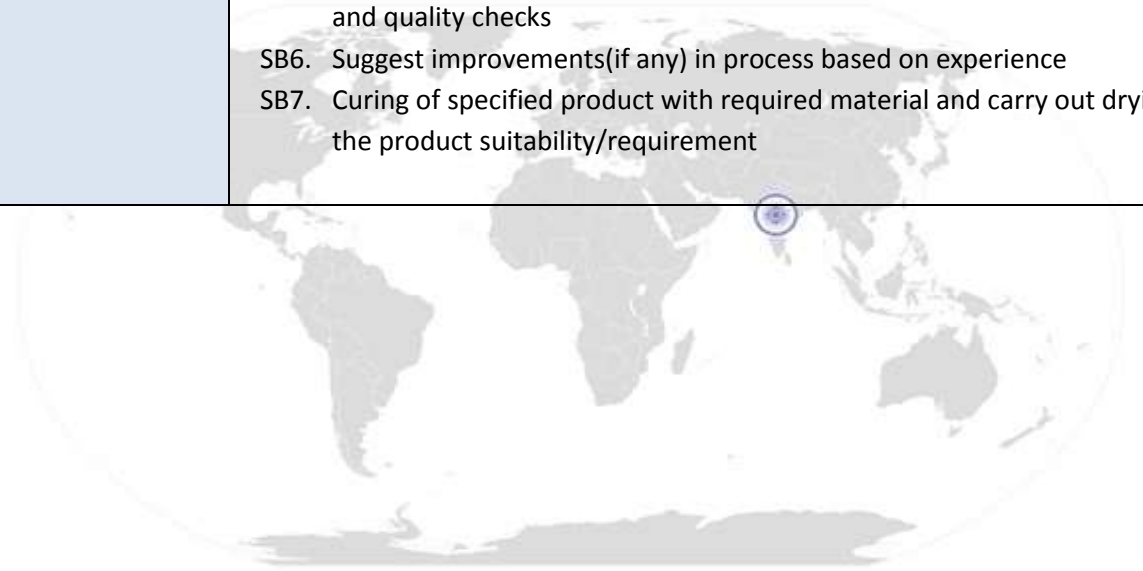 and quality checks
SB6. Suggest improvements(if any) in process based on experience
SB7. Curing of specified product with required material and carry out
the product suitability/requirement